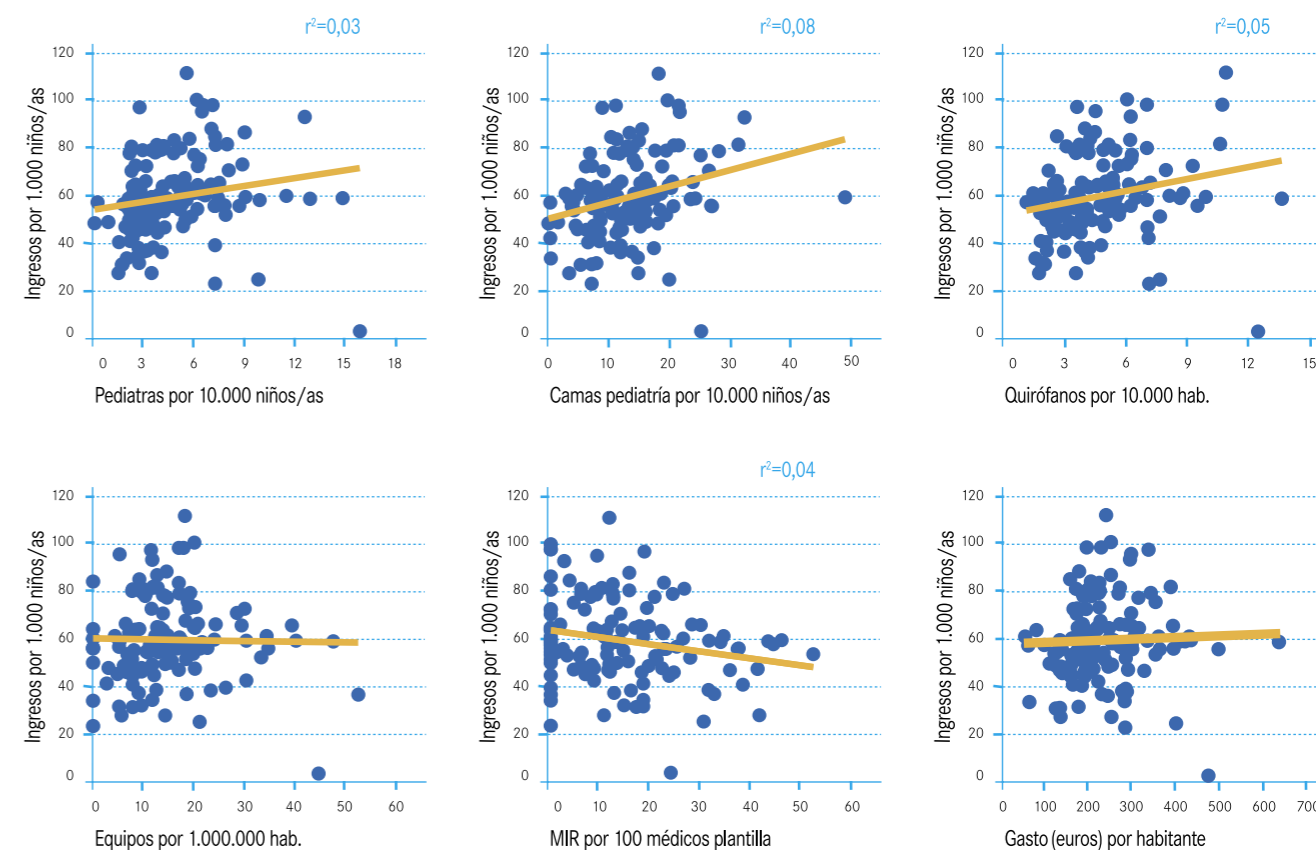 r²=0,03
120
100
80
60
40
20
0
Ingresos por 1.000 niños/as
0 3 6 9 12 15 18
Pediatras por 10.000 niños/as
r²=0,08
120
100
80
60
40
20
0
Ingresos por 1.000 niños/as
0 10 20 30 40 50
Camas pediatría por 10.000 niños/as
r²=0,05
120
100
80
60
40
20
0
Ingresos por 1.000 niños/as
0 3 6 9 12 15
Quirófanos por 10.000 hab.
120
100
80
60
40
20
0
Ingresos por 1.000 niños/as
0 10 20 30 40 50 60
Equipos por 1.000.000 hab.
r²=0,04
120
100
80
60
40
20
0
Ingresos por 1.000 niños/as
0 10 20 30 40 50 60
MIR por 100 médicos plantilla
120
100
80
60
40
20
0
Ingresos por 1.000 niños/as
0 100 200 300 400 500 640 700
Gasto (euros) por habitante